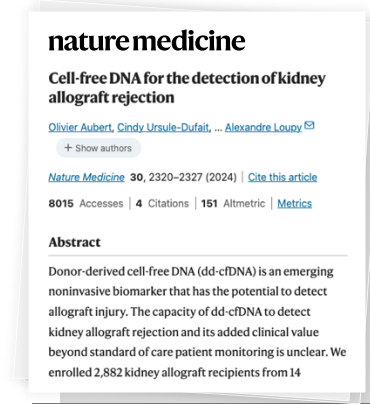 nature medicine
Cell-free DNA for the detection of kidney
allograft rejection
Olivier Aubert, Cindy Ursule-Dufait, ... Alexandre Loupy
+ Show authors
Nature Medicine 30, 2320–2327 (2024) | Cite this article
8015 Accesses | 4 Citations | 151 Altmetric | Metrics
Abstract
Donor-derived cell-free DNA (dd-cfDNA) is an emerging
noninvasive biomarker that has the potential to detect
allograft injury. The capacity of dd-cfDNA to detect
kidney allograft rejection and its added clinical value
beyond standard of care patient monitoring is unclear. We
enrolled 2,882 kidney allograft recipients from 14